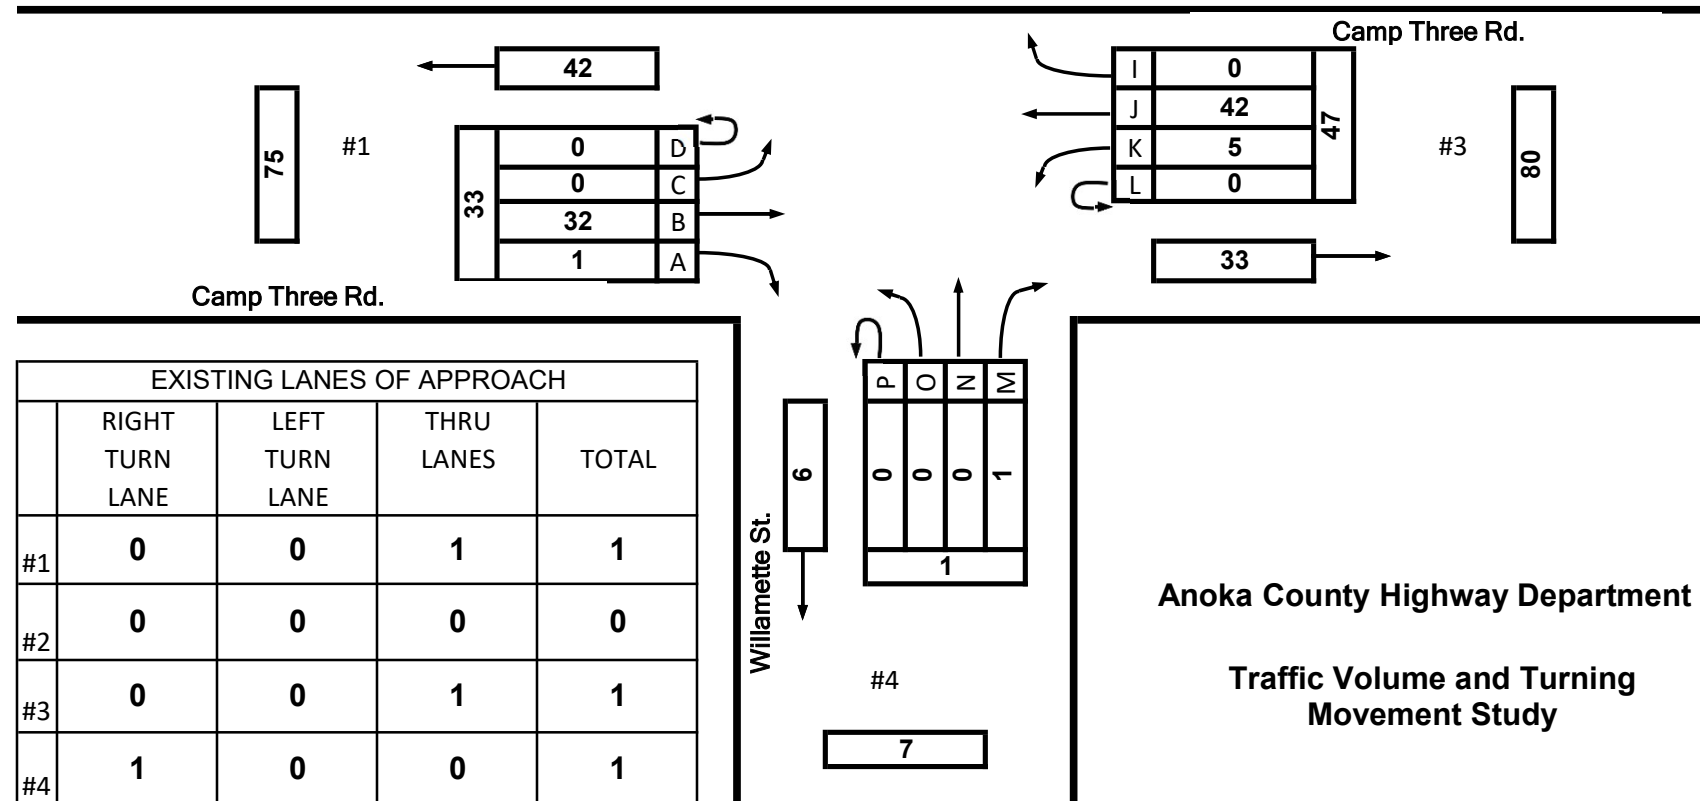 Camp Three Rd.
42
75
#1
33
0 D
0 C
32 B
1 A
Camp Three Rd.
I 0
J 42
K 5
L 0
47
#3
80
33
EXISTING LANES OF APPROACH
RIGHT TURN LANE
LEFT TURN LANE
THRU LANES
TOTAL
#1 0 0 1 1
#2 0 0 0 0
#3 0 0 1 1
#4 1 0 0 1
Willamette St.
6
P O N M
0 0 0 1
1
#4
7
Anoka County Highway Department
Traffic Volume and Turning
Movement Study